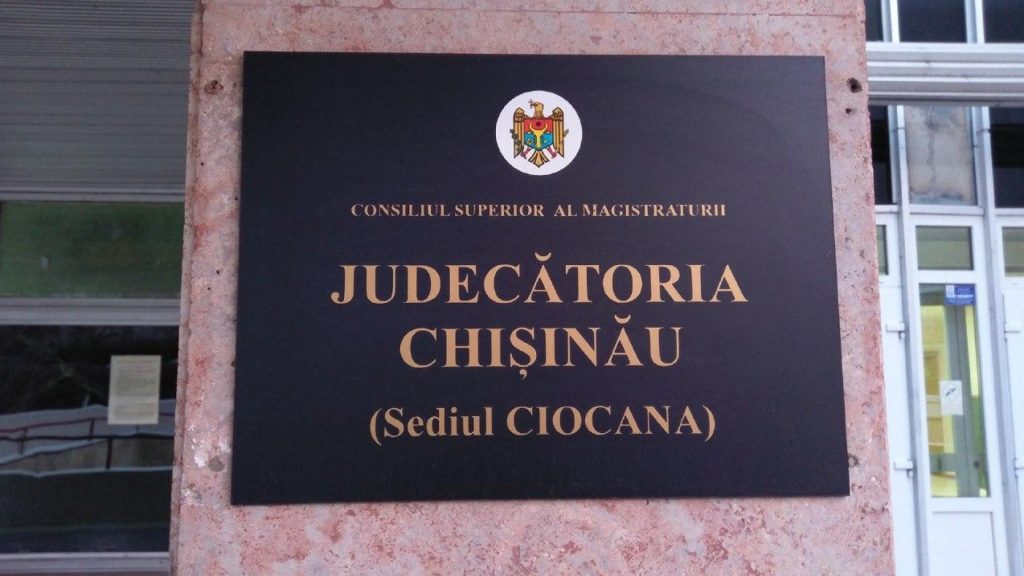 CONSILIUL SUPERIOR AL MAGISTRATURII
JUDECĂTORIA
CHIȘINĂU
(Sediul CIOCANA)